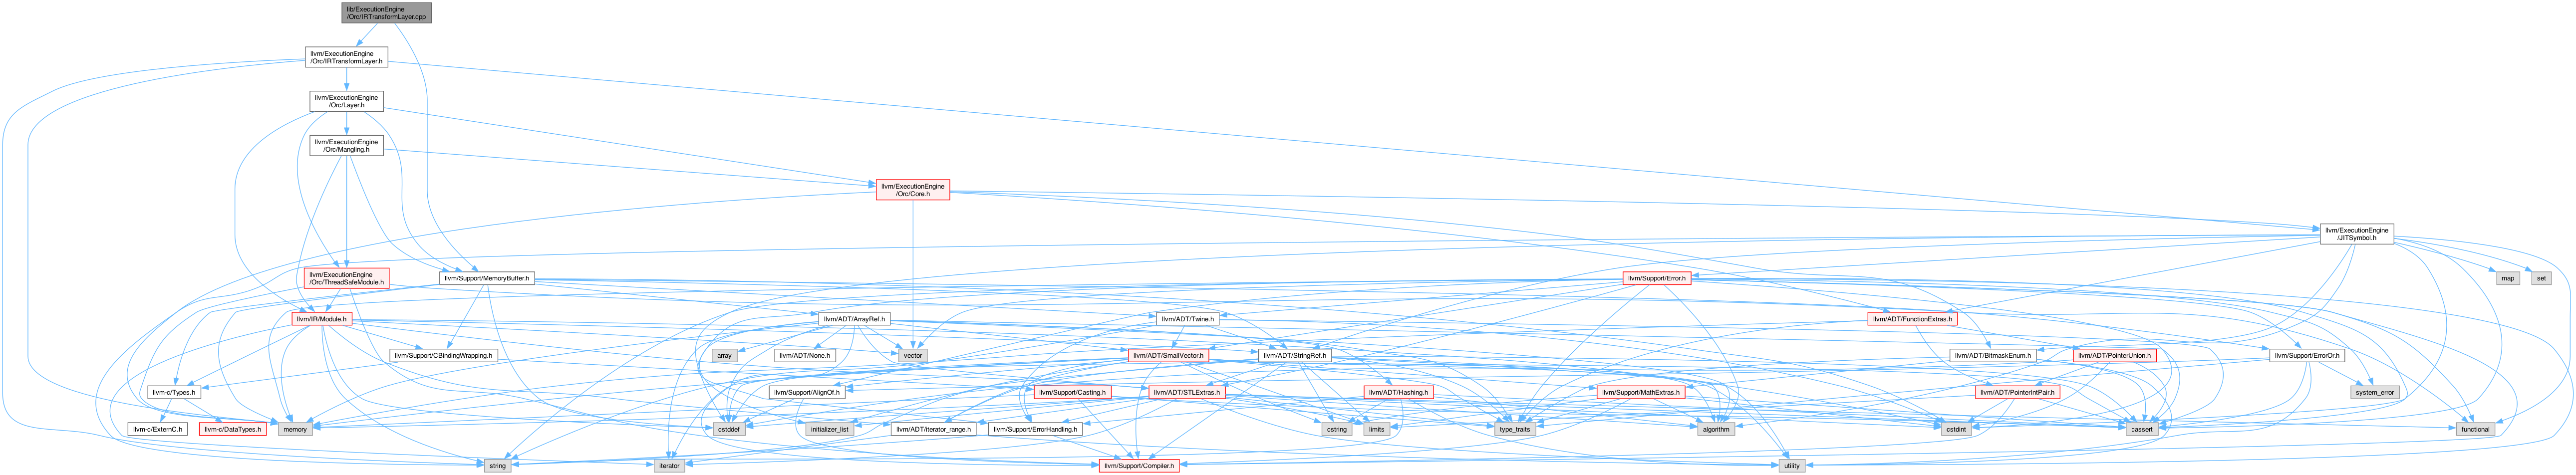 lib/ExecutionEngine
/Orc/IRTransformLayer.cpp
llvm/ExecutionEngine
/Orc/IRTransformLayer.h
llvm/ExecutionEngine
/Orc/Layer.h
llvm/ExecutionEngine
/Orc/Mangling.h
llvm/ExecutionEngine
/Orc/Core.h
llvm/ExecutionEngine
/JITSymbol.h
llvm/ExecutionEngine
/Orc/ThreadSafeModule.h
llvm/Support/MemoryBuffer.h
llvm/Support/Error.h
map
set
llvm/IR/Module.h
llvm/ADT/ArrayRef.h
llvm/ADT/Twine.h
llvm/ADT/FunctionExtras.h
llvm/Support/CBindingWrapping.h
array
llvm/ADT/None.h
vector
llvm/ADT/SmallVector.h
llvm/ADT/StringRef.h
llvm/ADT/BitmaskEnum.h
llvm/ADT/PointerUnion.h
llvm/Support/ErrorOr.h
llvm-c/Types.h
llvm/Support/AlignOf.h
llvm/Support/Casting.h
llvm/ADT/STLExtras.h
llvm/ADT/Hashing.h
llvm/Support/MathExtras.h
llvm/ADT/PointerIntPair.h
system_error
llvm-c/ExternC.h
llvm-c/DataTypes.h
memory
cstddef
initializer_list
llvm/ADT/iterator_range.h
llvm/Support/ErrorHandling.h
cstring
limits
type_traits
algorithm
cstdint
cassert
functional
string
iterator
llvm/Support/Compiler.h
utility